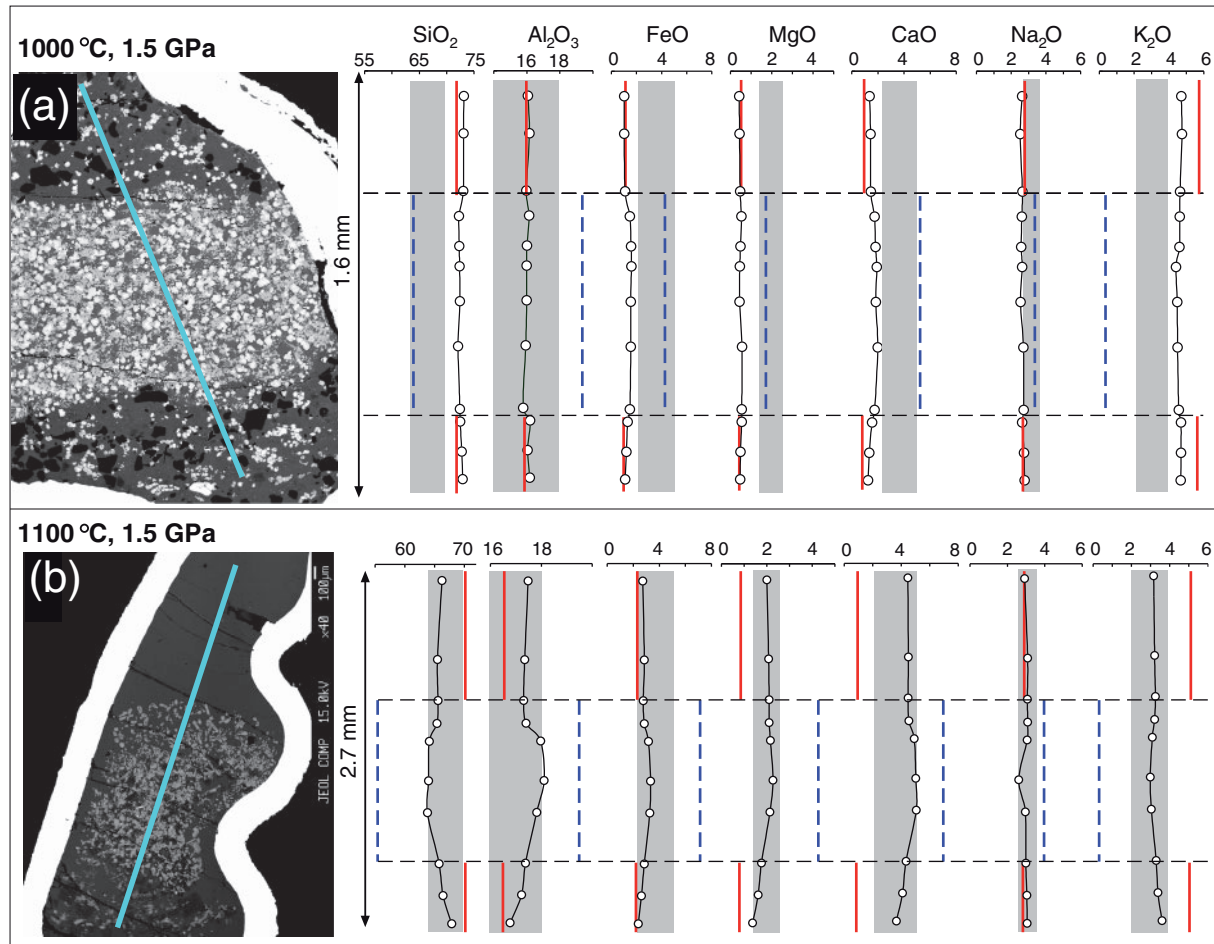 1000 °C, 1.5 GPa
(a)
SiO2 Al2O3 FeO MgO CaO Na2O K2O
55 65 75 16 0 4 8 0 2 4 0 4 8 0 2 4 6 0 2 4 6
1.6 mm
1100 °C, 1.5 GPa
(b)
60 70 16 18 0 4 8 0 2 4 0 5 10 0 2 4 6 0 2 4 6
2.7 mm
JEOL COMP 15.0kV x40 100µm